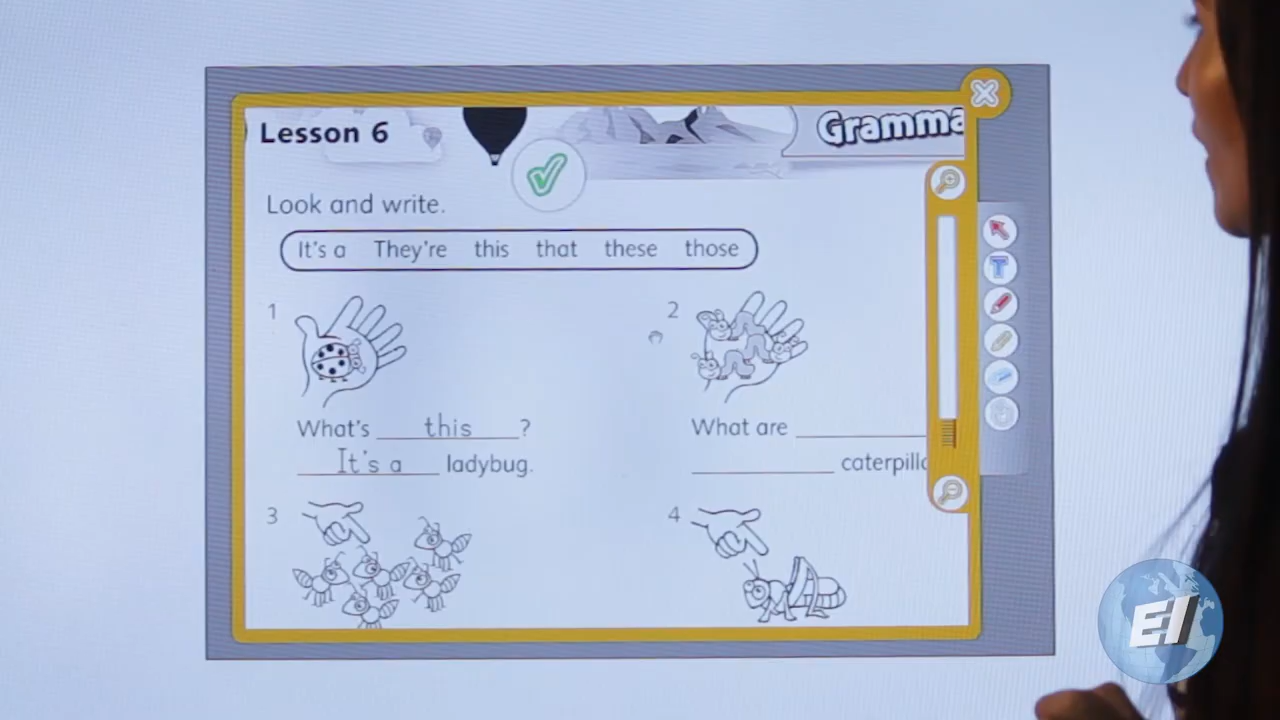 Lesson 6
Gramma
Look and write.
It's a They're this that these those
1
2
What's this ?
It's a ladybug.
What are
caterpill
3
4
T
EI